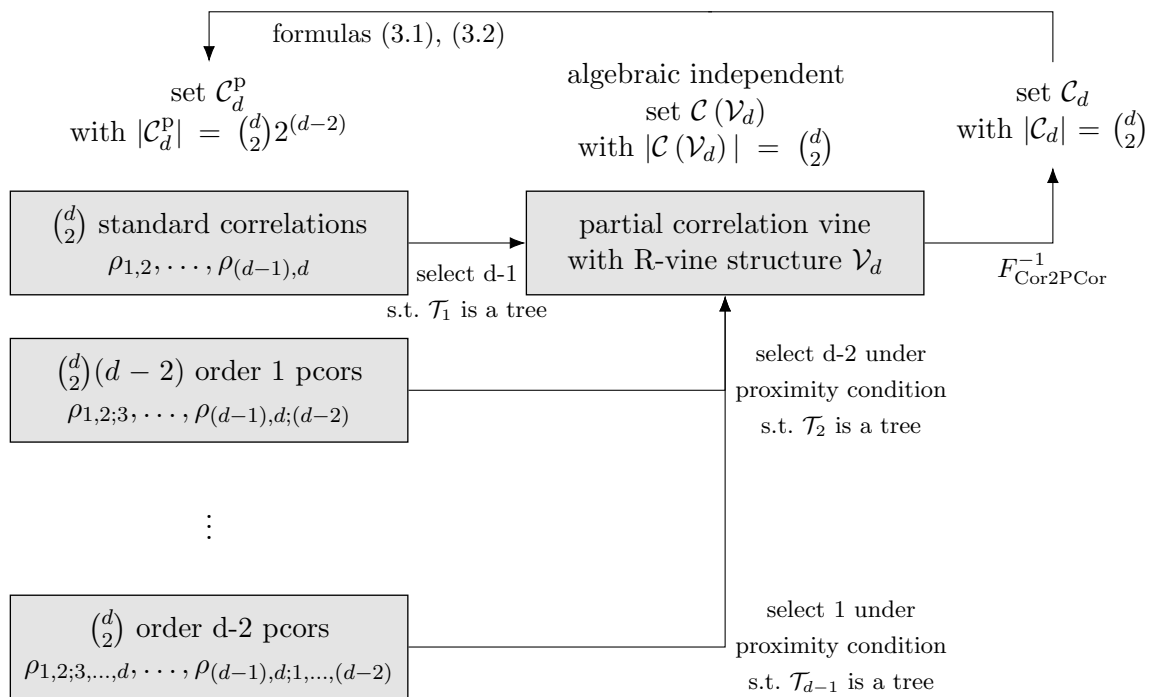 formulas (3.1), (3.2)
set 𝒞_d^p
with |𝒞_d^p| = \binom{d}{2}2^{(d−2)}
algebraic independent
set 𝒞(𝒱_d)
with |𝒞(𝒱_d)| = \binom{d}{2}
set 𝒞_d
with |𝒞_d| = \binom{d}{2}
\binom{d}{2} standard correlations
ρ_{1,2}, . . . , ρ_{(d−1),d}
select d-1
s.t. 𝒯_1 is a tree
partial correlation vine
with R-vine structure 𝒱_d
F_{Cor2PCor}^{−1}
\binom{d}{2}(d − 2) order 1 pcors
ρ_{1,2;3}, . . . , ρ_{(d−1),d;(d−2)}
select d-2 under
proximity condition
s.t. 𝒯_2 is a tree
⋮
\binom{d}{2} order d-2 pcors
ρ_{1,2;3,...,d}, . . . , ρ_{(d−1),d;1,...,(d−2)}
select 1 under
proximity condition
s.t. 𝒯_{d−1} is a tree